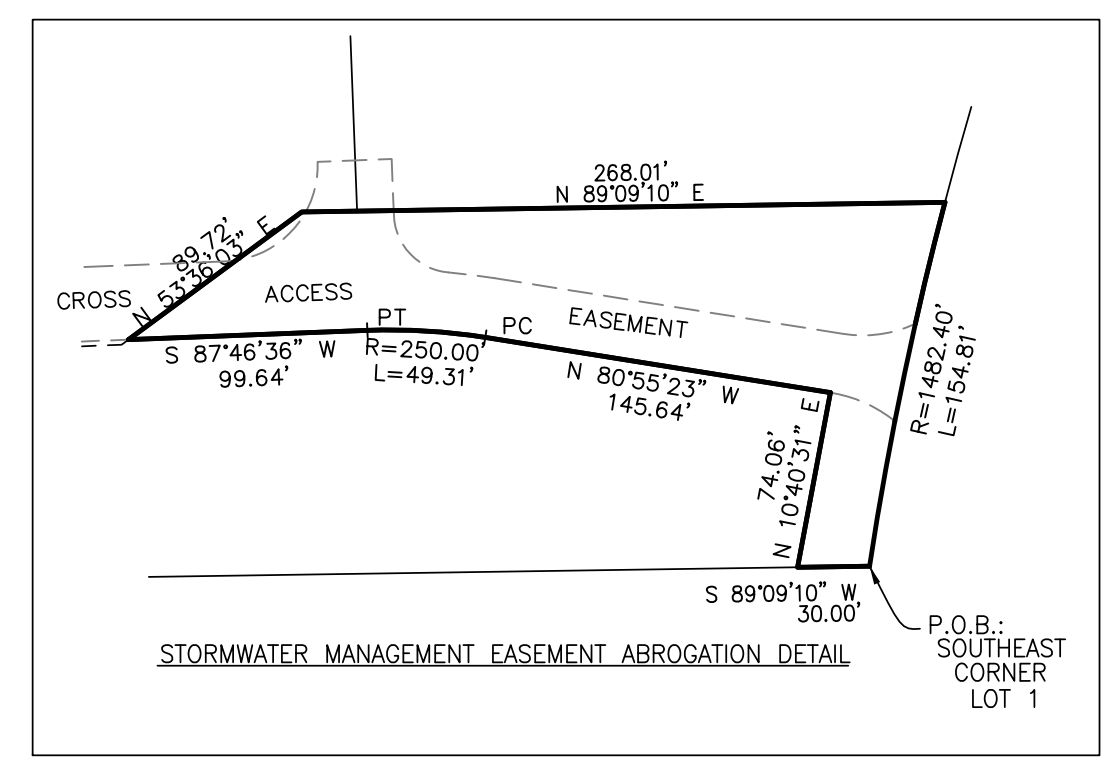 268.01'
N 89°09'10" E
89.72'
N 53°36'03" E
CROSS
ACCESS
EASEMENT
PT
PC
S 87°46'36" W
99.64'
R=250.00'
L=49.31'
N 80°55'23" W
145.64'
R=1482.40'
L=154.81'
74.06'
N 10°40'31" E
S 89°09'10" W
30.00'
P.O.B.:
SOUTHEAST
CORNER
LOT 1
STORMWATER MANAGEMENT EASEMENT ABROGATION DETAIL